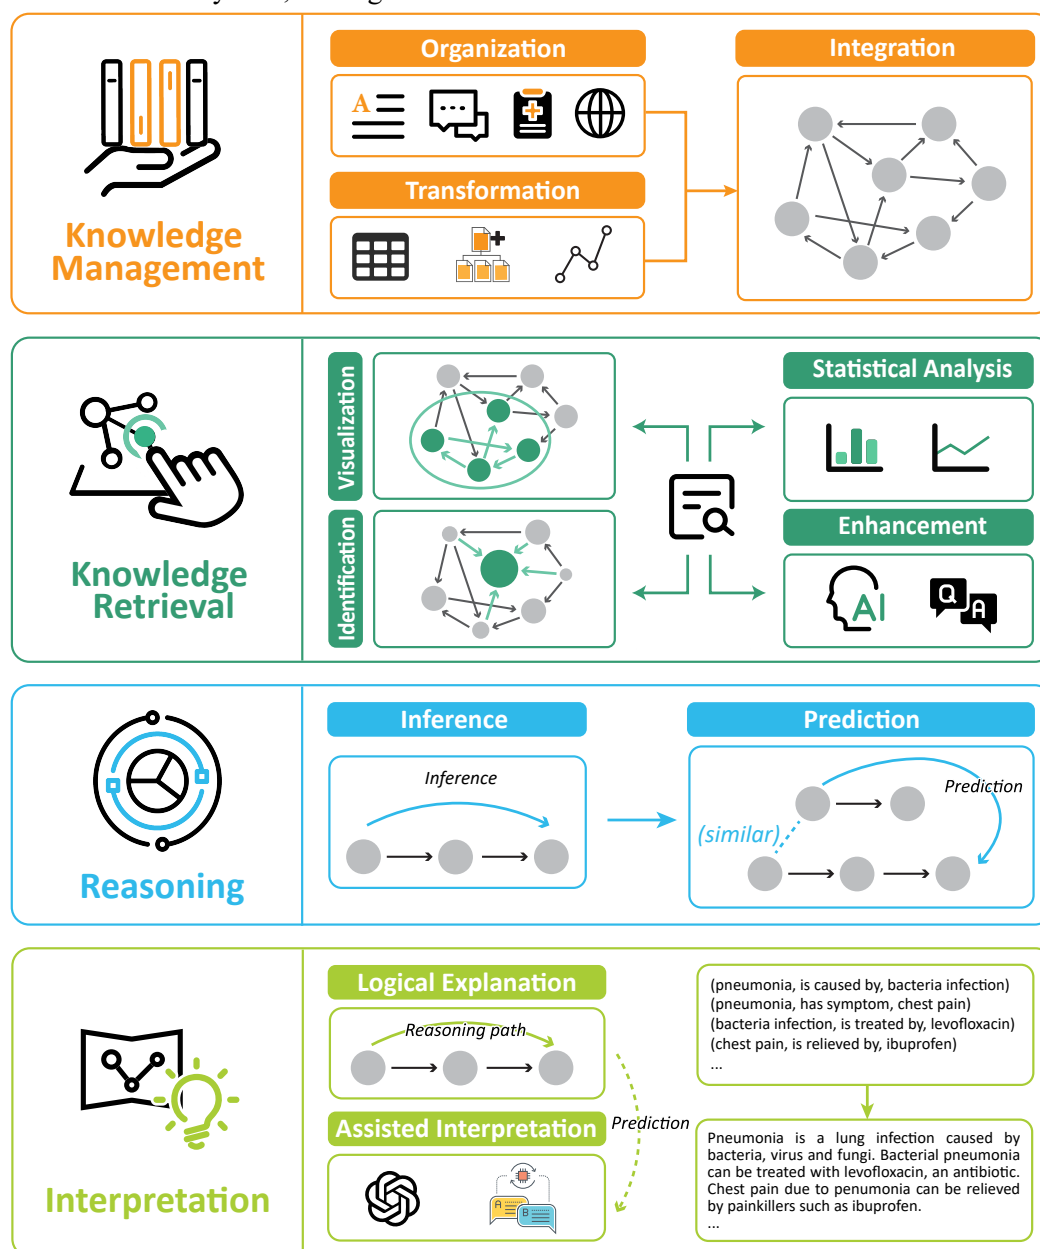 Organization
Integration
A
Transformation
Knowledge
Management
Visualization
Statistical Analysis
Identification
Enhancement
AI
Q
A
Knowledge
Retrieval
Inference
Prediction
Inference
Prediction
(similar)
Reasoning
Logical Explanation
Reasoning path
(pneumonia, is caused by, bacteria infection)
(pneumonia, has symptom, chest pain)
(bacteria infection, is treated by, levofloxacin)
(chest pain, is relieved by, ibuprofen)
...
Assisted Interpretation
Prediction
A
B
Pneumonia is a lung infection caused by
bacteria, virus and fungi. Bacterial pneumonia
can be treated with levofloxacin, an antibiotic.
Chest pain due to penumonia can be relieved
by painkillers such as ibuprofen.
...
Interpretation